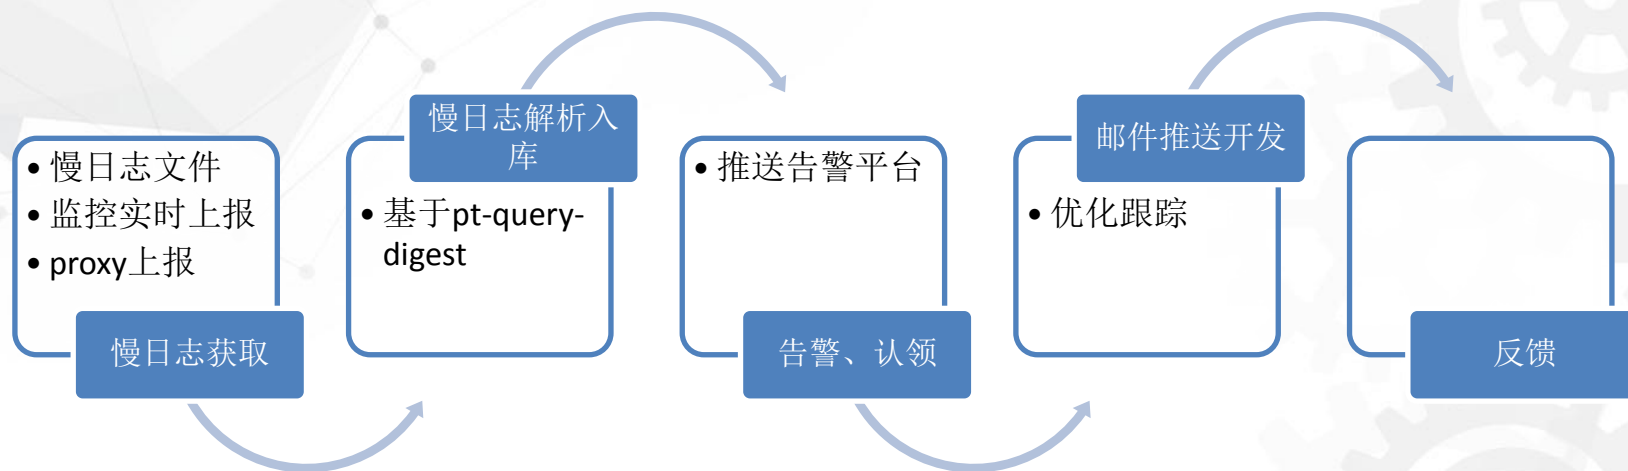 • 慢日志文件
• 监控实时上报
• proxy上报
慢日志获取
慢日志解析入
库
• 基于pt-query-
digest
• 推送告警平台
告警、认领
邮件推送开发
• 优化跟踪
反馈